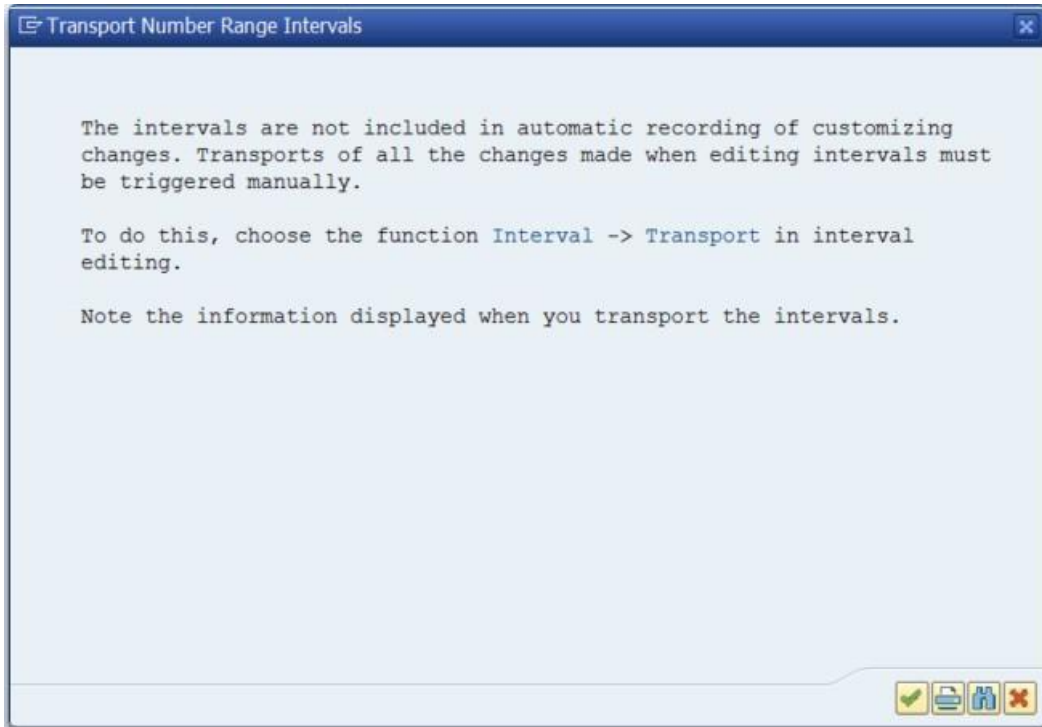 Transport Number Range Intervals
The intervals are not included in automatic recording of customizing
changes. Transports of all the changes made when editing intervals must
be triggered manually.
To do this, choose the function Interval -> Transport in interval
editing.
Note the information displayed when you transport the intervals.